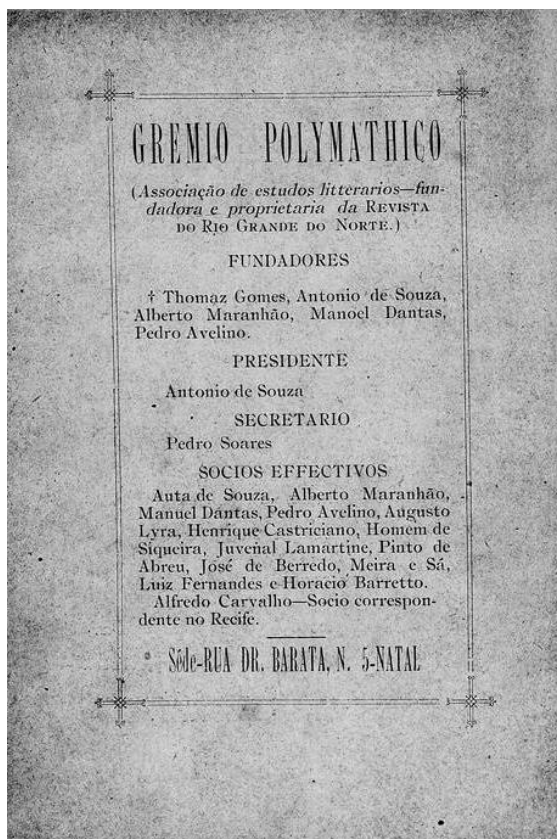 GREMIO POLYMATHICO
(Associação de estudos litterarios—fun-
dadora e proprietaria da REVISTA
DO RIO GRANDE DO NORTE.)
FUNDADORES
† Thomaz Gomes, Antonio de Souza,
Alberto Maranhão, Manoel Dantas,
Pedro Avelino.
PRESIDENTE
Antonio de Souza
SECRETARIO
Pedro Soares
SOCIOS EFFECTIVOS
Auta de Souza, Alberto Maranhão,
Manuel Dantas, Pedro Avelino, Augusto
Lyra, Henrique Castriciano, Homem de
Siqueira, Juvenal Lamartine, Pinto de
Abreu, José de Berredo, Meira e Sá,
Luiz Fernandes e Horacio Barretto.
Alfredo Carvalho—Socio correspon-
dente no Recife.
Séde-RUA DR. BARATA, N. 5-NATAL